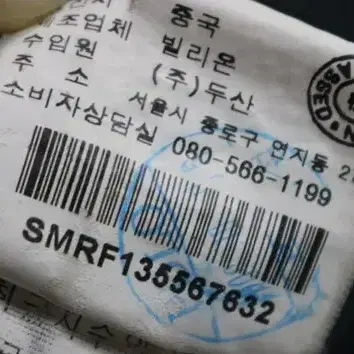 중국
제조업체 빌리온
수입원 (주)두산
주 소 서울시 종로구 연지동
소비자상담실 080-566-1199
SMRF135567632